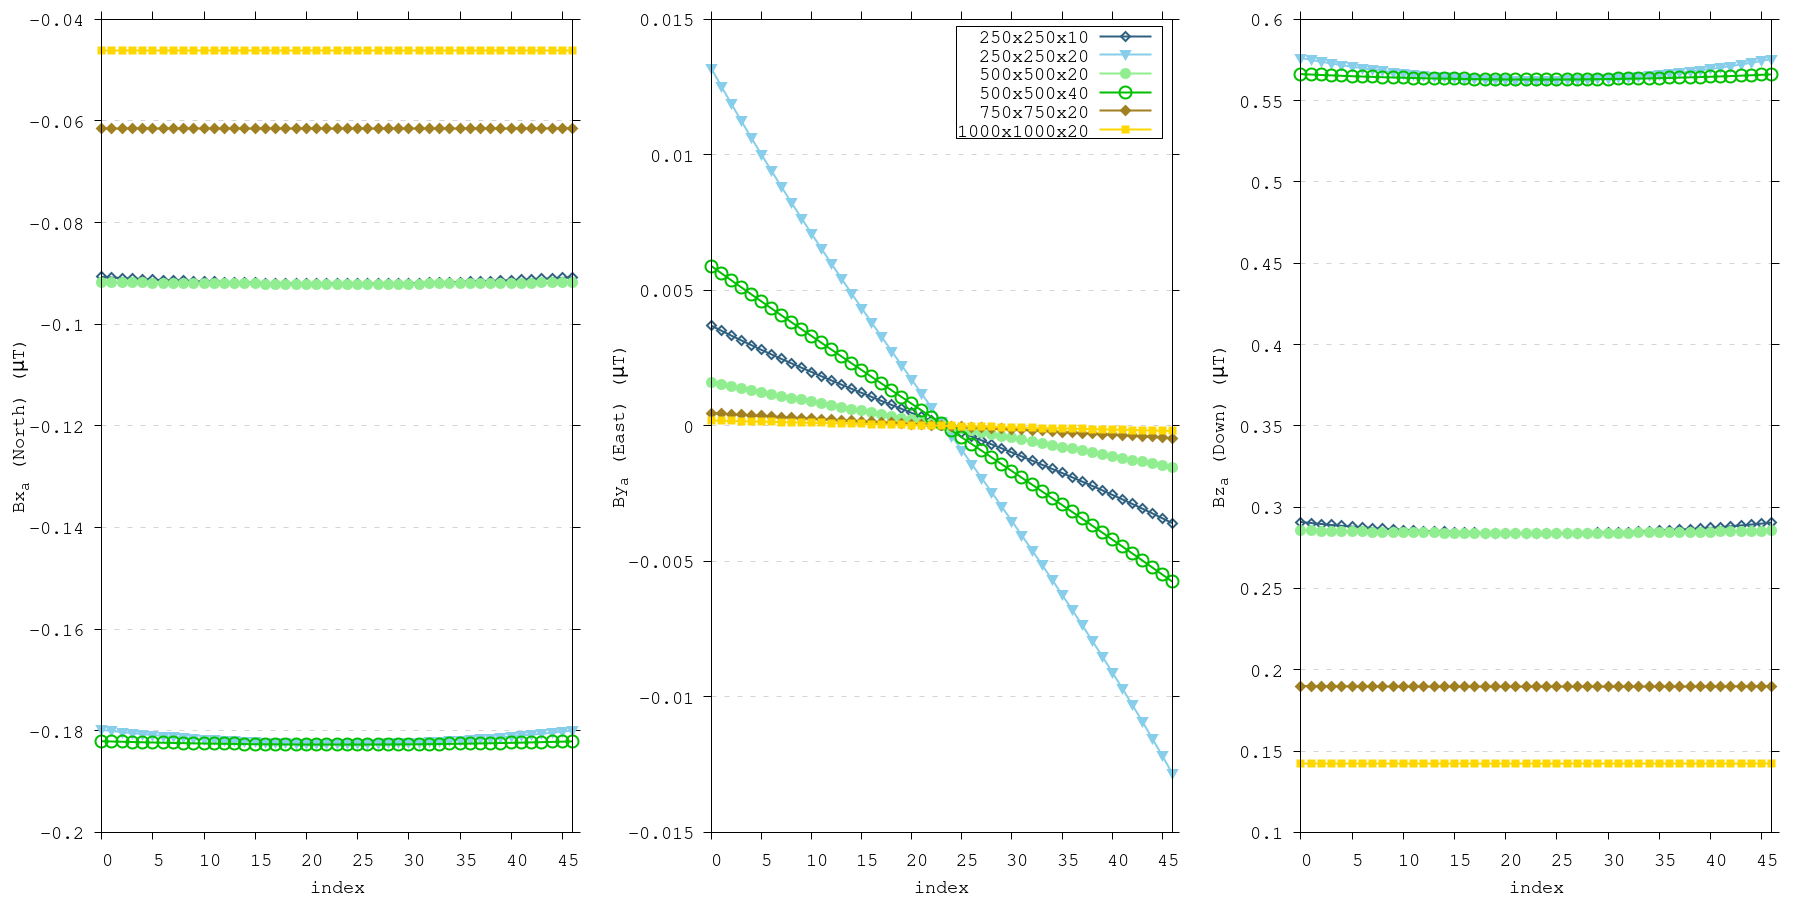 -0.04
-0.06
-0.08
-0.1
-0.12
-0.14
-0.16
-0.18
-0.2
0 5 10 15 20 25 30 35 40 45
index
Bxa (North) (µT)
0.015
0.01
0.005
0
-0.005
-0.01
-0.015
0 5 10 15 20 25 30 35 40 45
index
Bya (East) (µT)
250x250x10
250x250x20
500x500x20
500x500x40
750x750x20
1000x1000x20
0.6
0.55
0.5
0.45
0.4
0.35
0.3
0.25
0.2
0.15
0.1
0 5 10 15 20 25 30 35 40 45
index
Bza (Down) (µT)